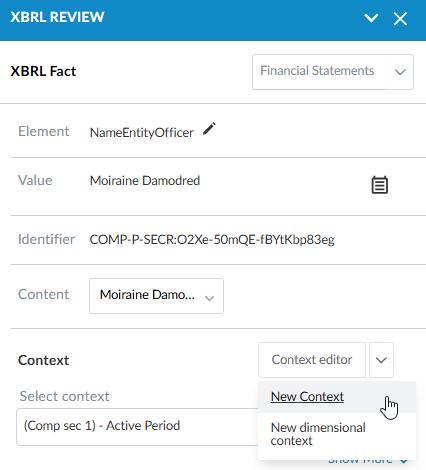 XBRL REVIEW
XBRL Fact
Financial Statements
Element
NameEntityOfficer
Value
Moiraine Damodred
Identifier
COMP-P-SECR:O2Xe-50mQE-fBYtKbp83eg
Content
Moiraine Damo...
Context
Context editor
Select context
New Context
(Comp sec 1) - Active Period
New dimensional
context
Show More